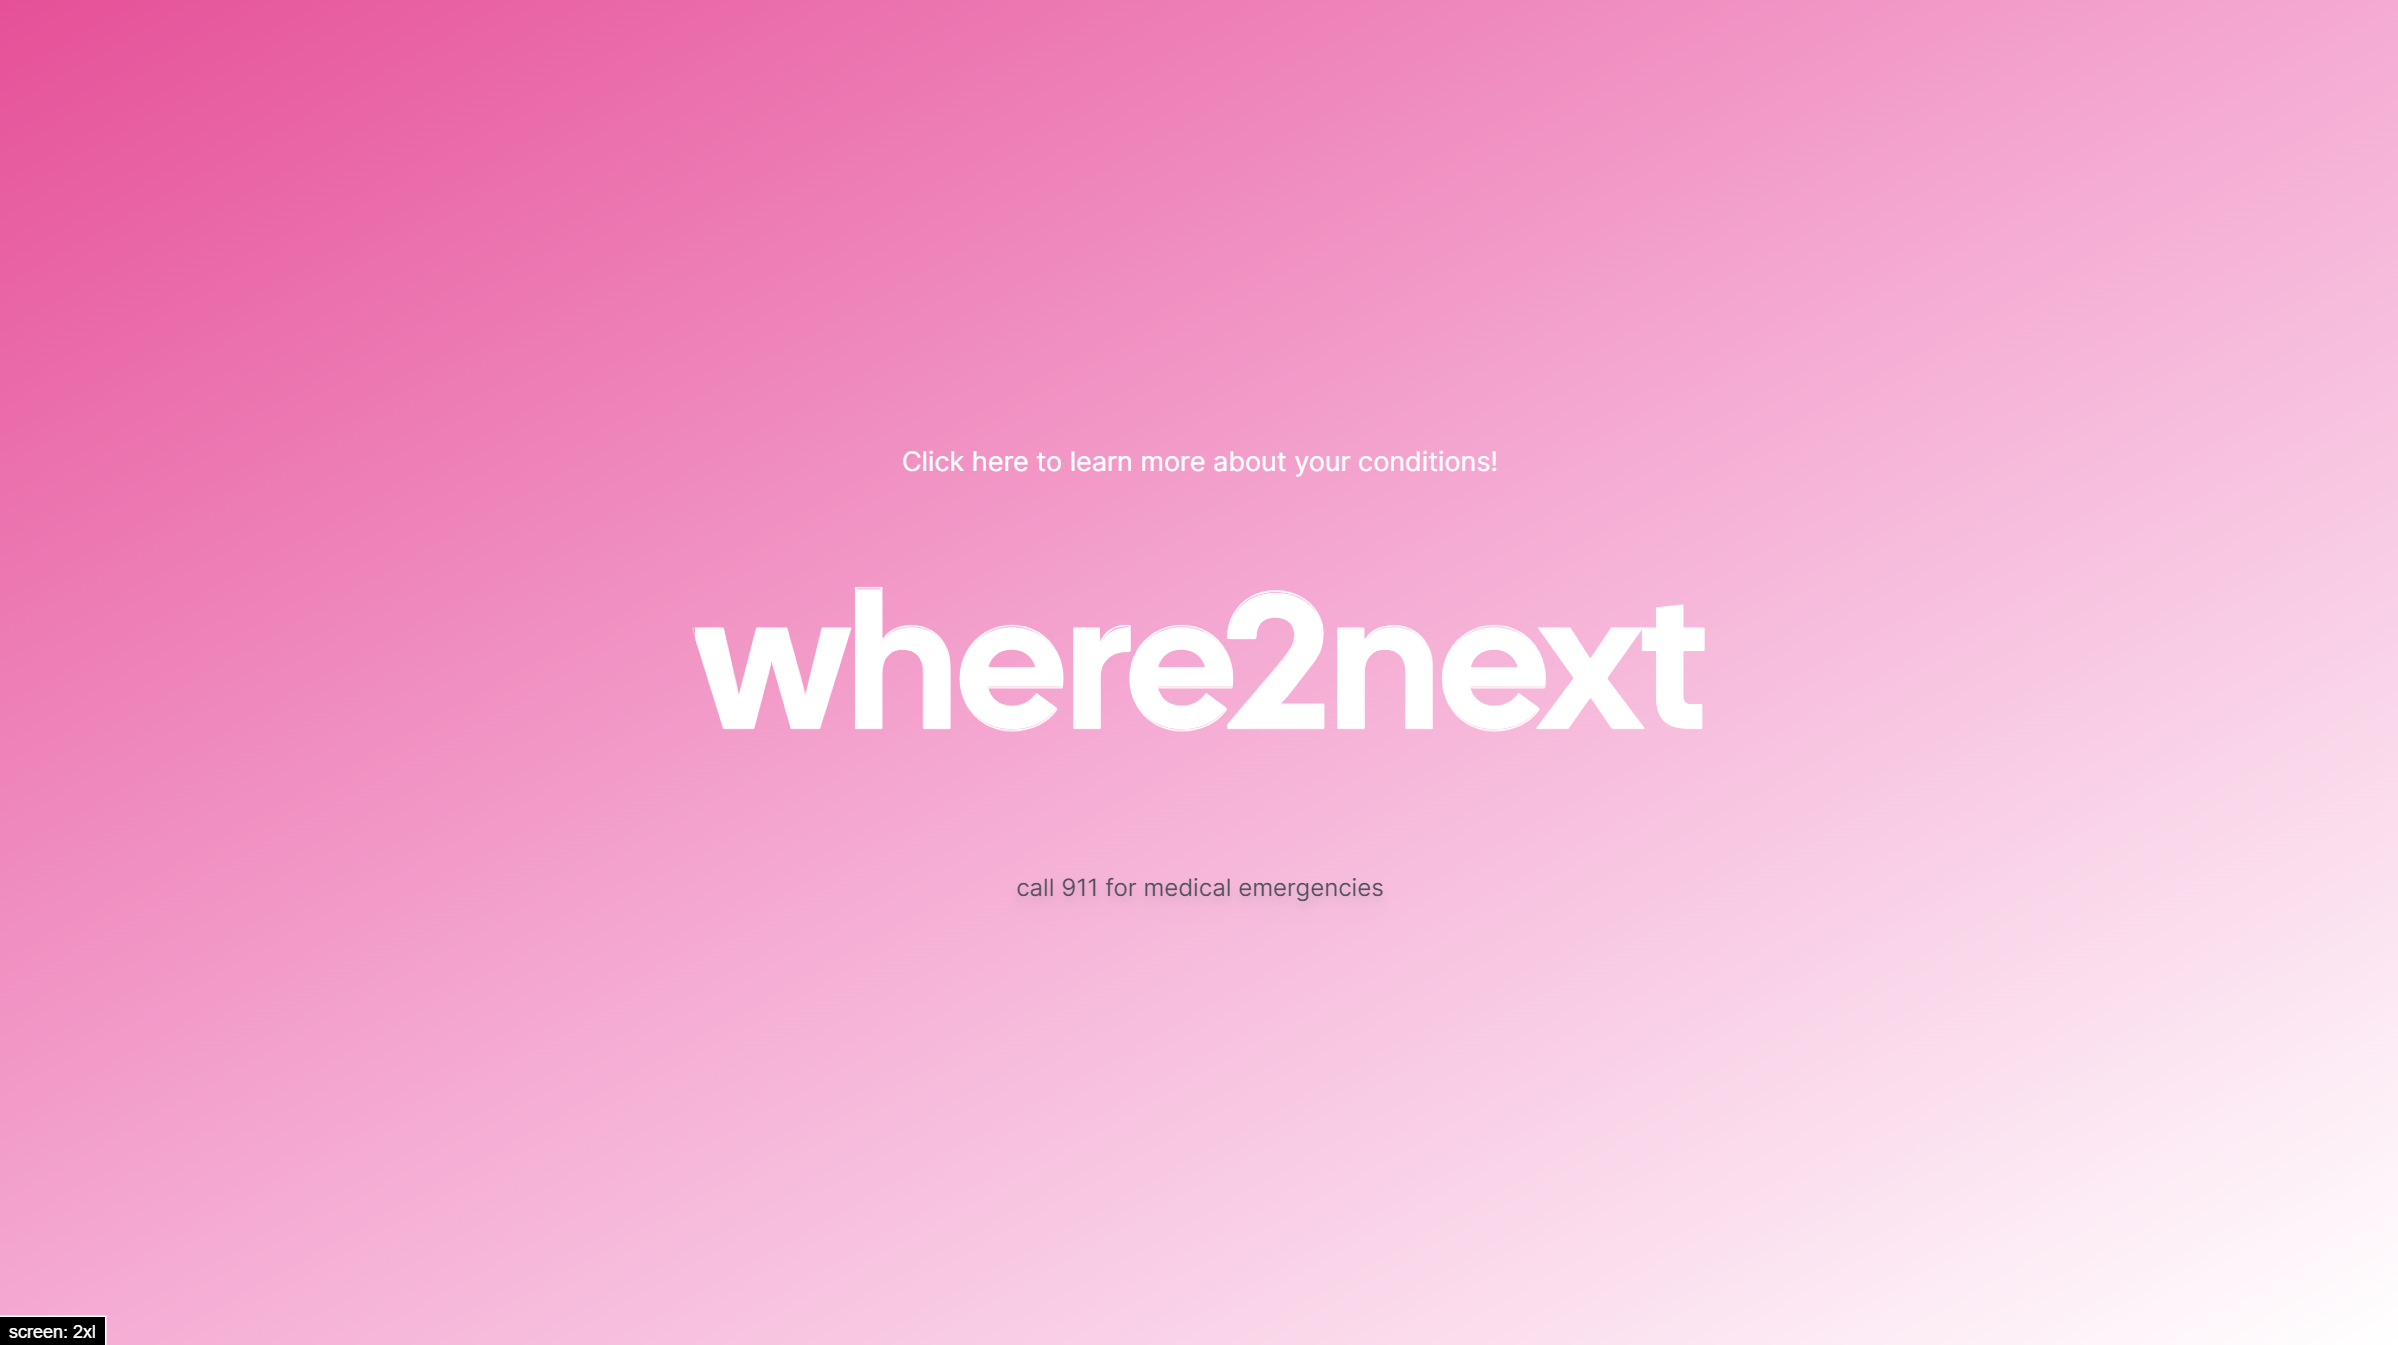 Click here to learn more about your conditions!
where2next
call 911 for medical emergencies
screen: 2xl